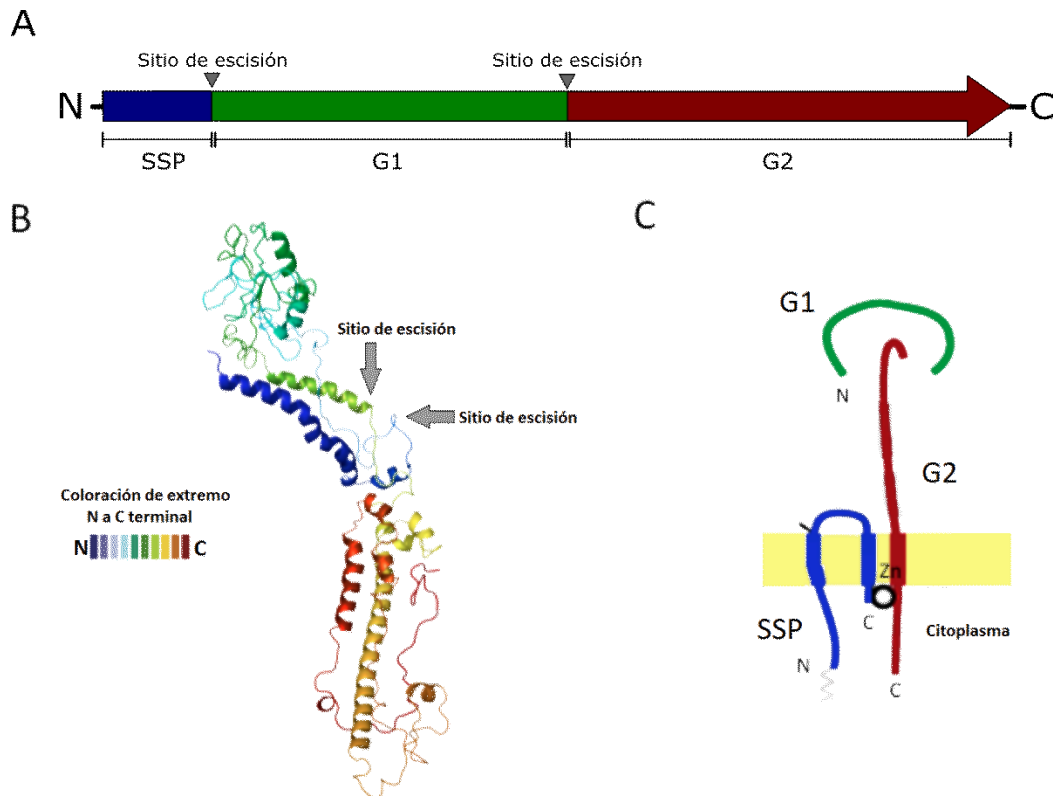 A
Sitio de escisión
Sitio de escisión
N
C
SSP
G1
G2
B
Sitio de escisión
Sitio de escisión
Coloración de extremo
N a C terminal
N
C
C
G1
N
G2
Zn
SSP
C
Citoplasma
N
C